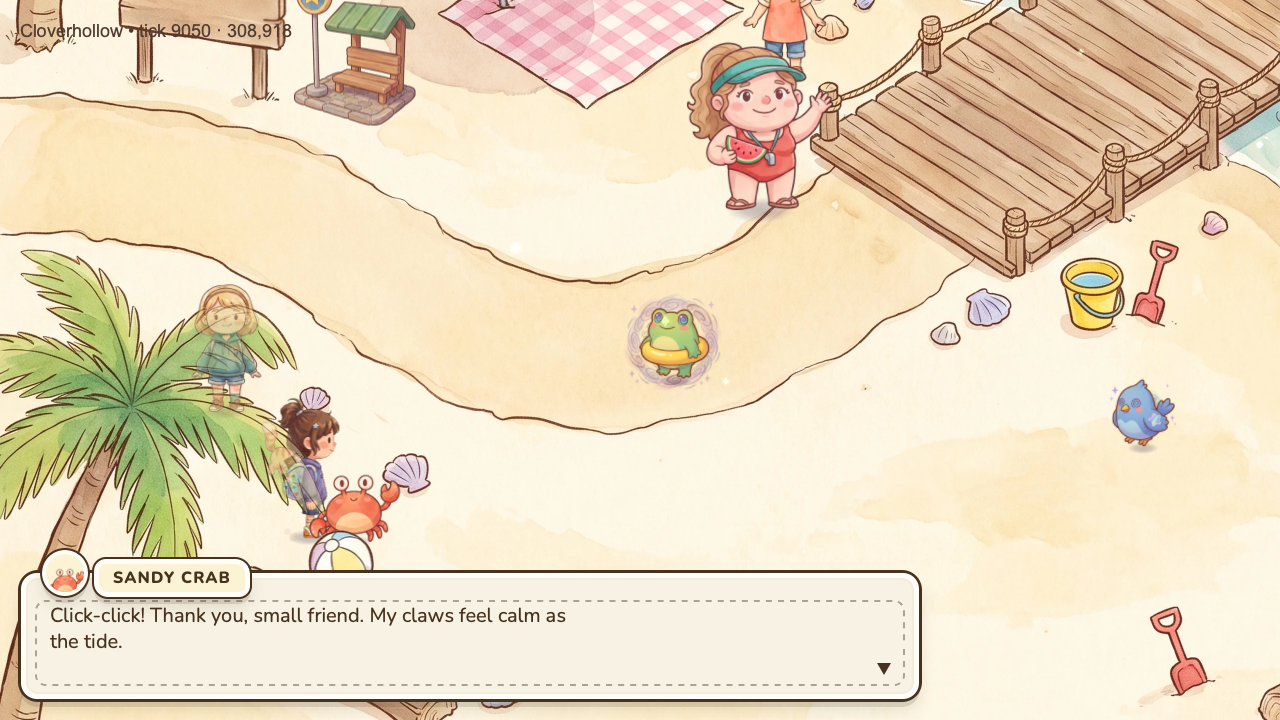 Cloverhollow • tick 9050 · 308,918
SANDY CRAB
Click-click! Thank you, small friend. My claws feel calm as
the tide.